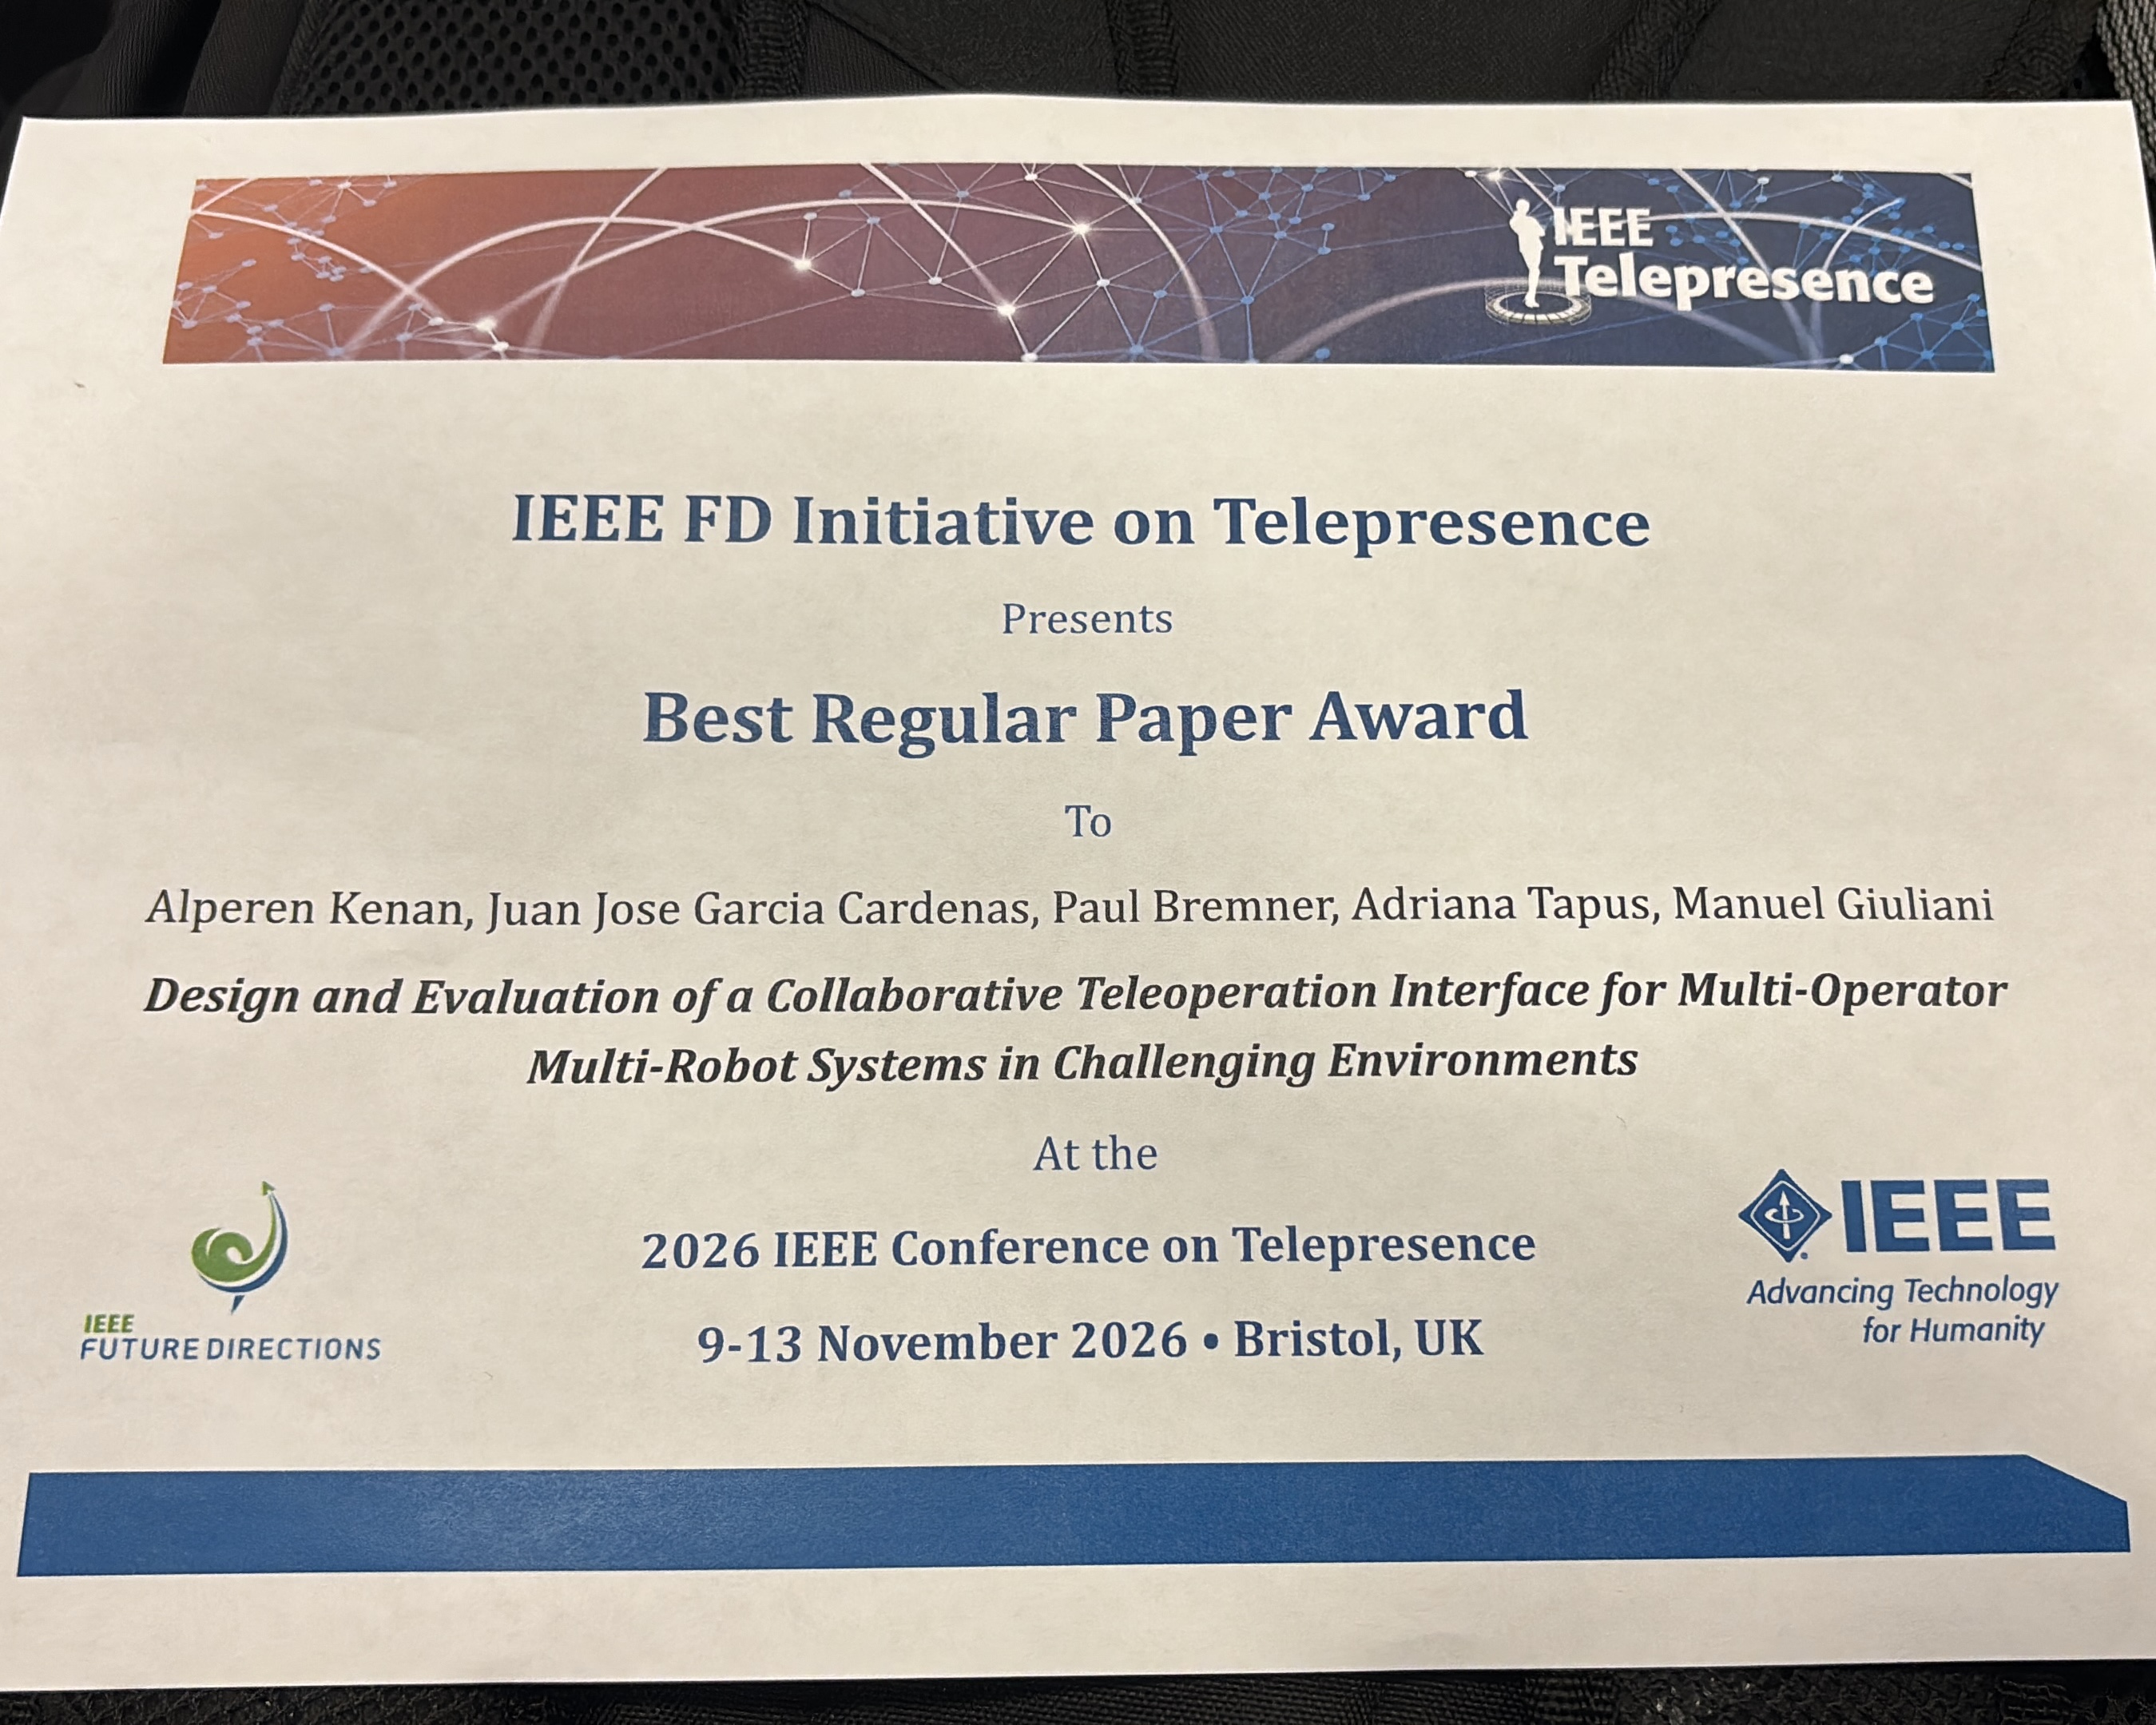 IEEE
Telepresence
IEEE FD Initiative on Telepresence
Presents
Best Regular Paper Award
To
Alperen Kenan, Juan Jose Garcia Cardenas, Paul Bremner, Adriana Tapus, Manuel Giuliani
Design and Evaluation of a Collaborative Teleoperation Interface for Multi-Operator
Multi-Robot Systems in Challenging Environments
At the
2026 IEEE Conference on Telepresence
9-13 November 2026 • Bristol, UK
IEEE
FUTURE DIRECTIONS
IEEE
Advancing Technology
for Humanity